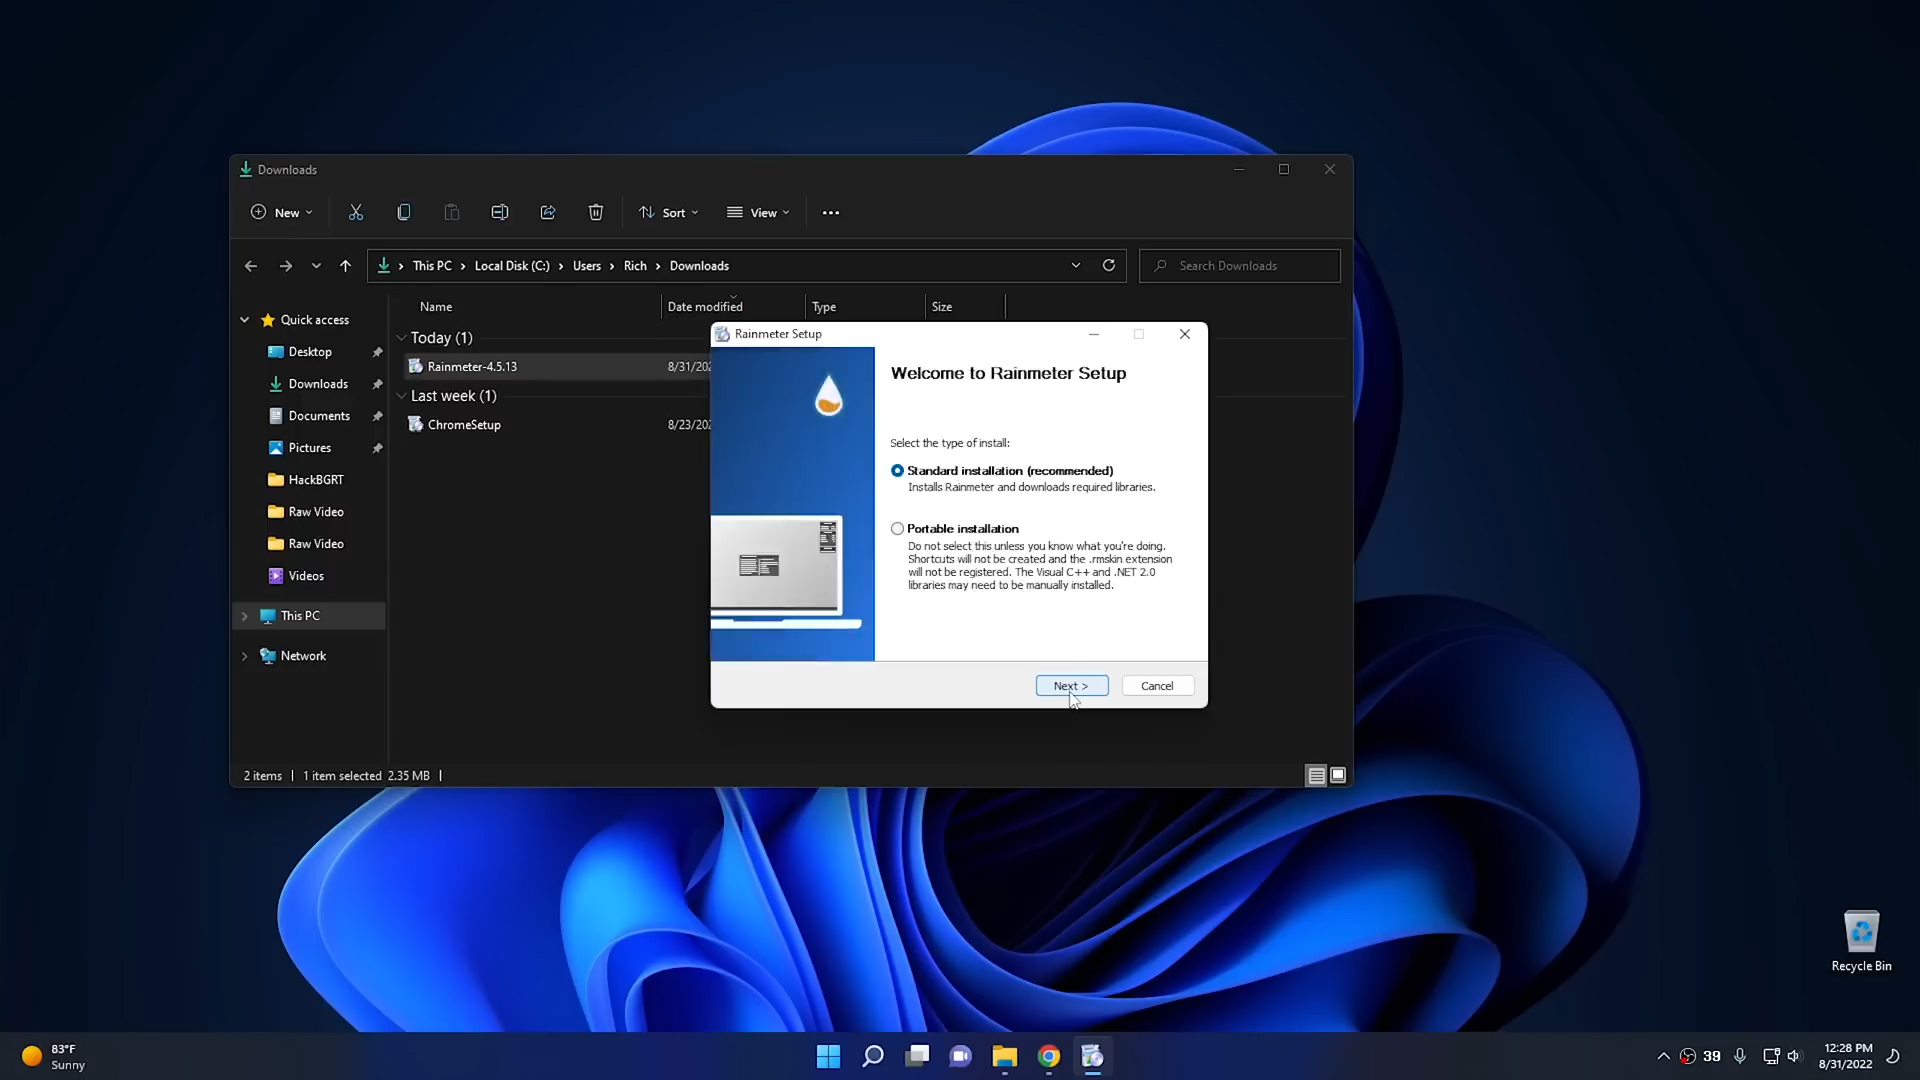 Downloads
New
Sort
View
This PC
Local Disk (C:)
Users
Rich
Downloads
Search Downloads
Name
Date modified
Type
Size
Quick access
Desktop
Downloads
Documents
Pictures
HackBGRT
Raw Video
Raw Video
Videos
This PC
Network
Today (1)
Rainmeter-4.5.13
8/31/202
Last week (1)
ChromeSetup
8/23/202
Rainmeter Setup
Welcome to Rainmeter Setup
Select the type of install:
Standard installation (recommended)
Installs Rainmeter and downloads required libraries.
Portable installation
Do not select this unless you know what you're doing.
Shortcuts will not be created and the .rmskin extension
will not be registered. The Visual C++ and .NET 2.0
libraries may need to be manually installed.
Next >
Cancel
2 items
1 item selected 2.35 MB
Recycle Bin
83°F
Sunny
39
12:28 PM
8/31/2022